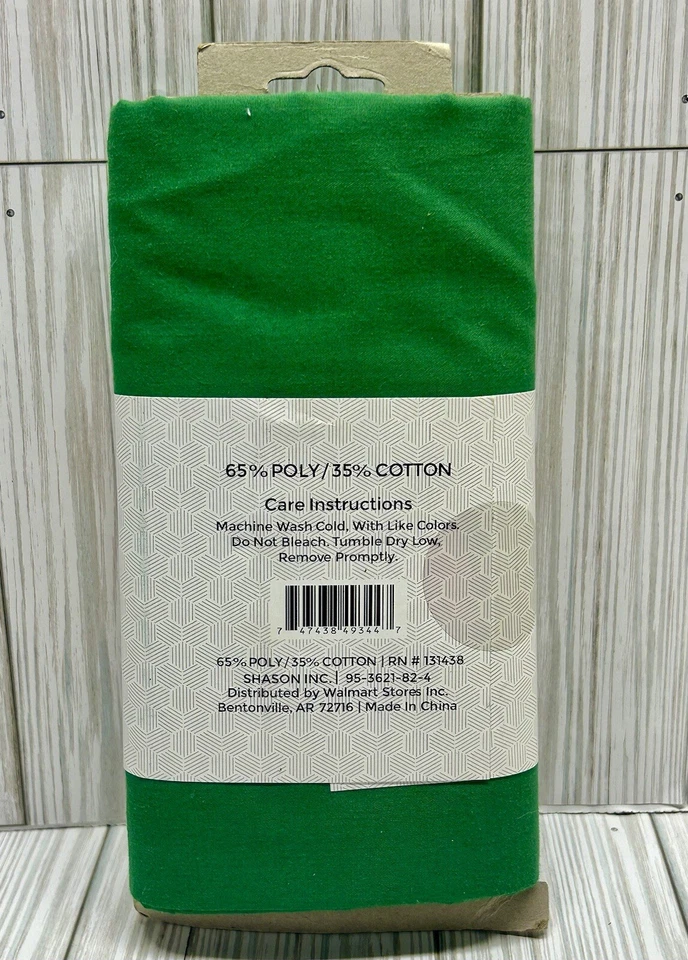 65% POLY / 35% COTTON
Care Instructions
Machine Wash Cold, With Like Colors.
Do Not Bleach. Tumble Dry Low,
Remove Promptly.
7 47438 49344 7
65% POLY / 35% COTTON | RN # 131438
SHASON INC. | 95-3621-82-4
Distributed by Walmart Stores Inc.
Bentonville, AR 72716 | Made In China